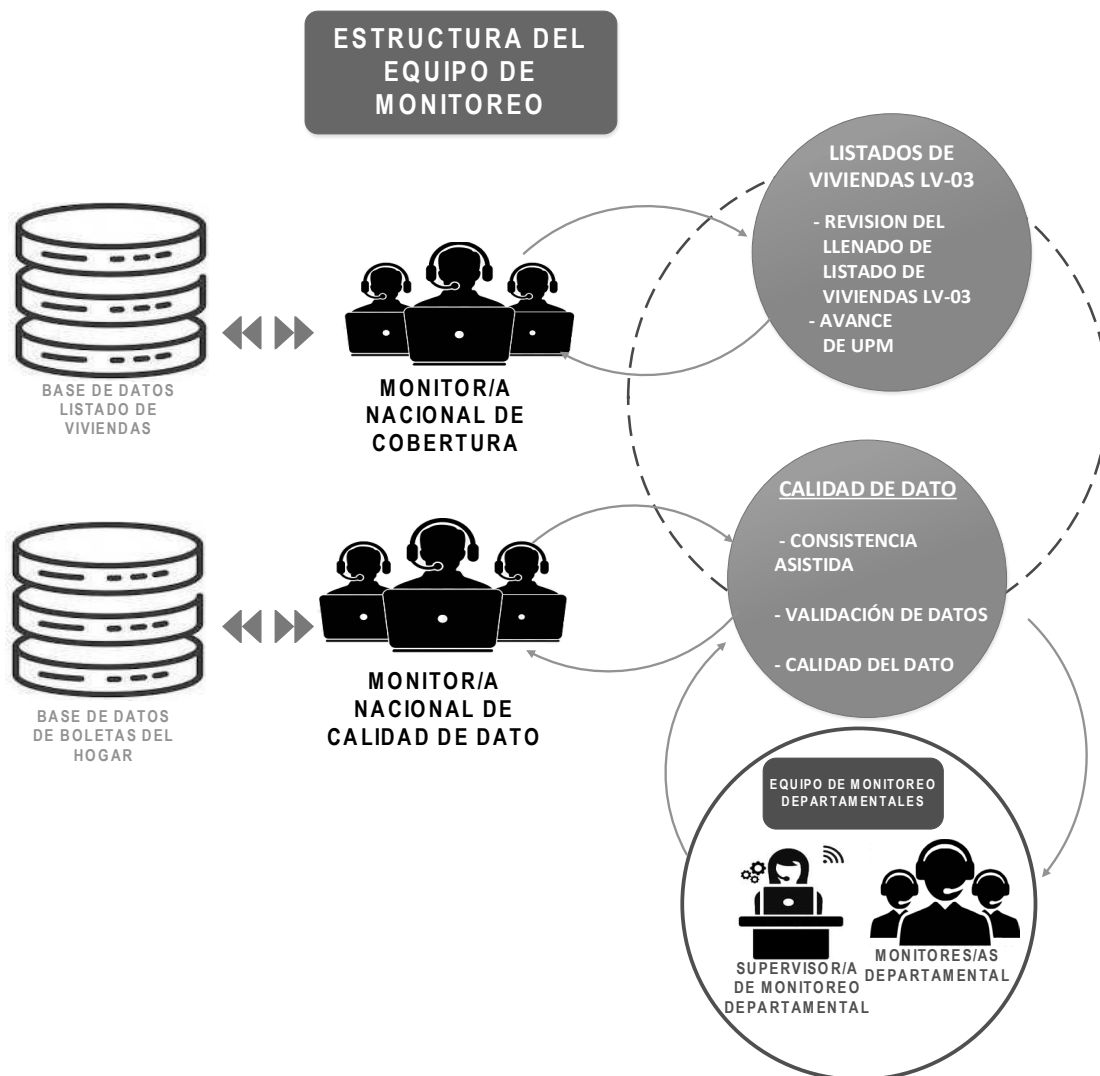 ESTRUCTURA DEL
EQUIPO DE
MONITOREO
LISTADOS DE
VIVIENDAS LV-03
- REVISION DEL
LLENADO DE
LISTADO DE
VIVIENDAS LV-03
- AVANCE
DE UPM
BASE DE DATOS
LISTADO DE
VIVIENDAS
MONITOR/A
NACIONAL DE
COBERTURA
CALIDAD DE DATO
- CONSISTENCIA
ASISTIDA
- VALIDACIÓN DE DATOS
- CALIDAD DEL DATO
BASE DE DATOS
DE BOLETAS DEL
HOGAR
MONITOR/A
NACIONAL DE
CALIDAD DE DATO
EQUIPO DE MONITOREO
DEPARTAMENTALES
SUPERVISOR/A
DE MONITOREO
DEPARTAMENTAL
MONITORES/AS
DEPARTAMENTAL